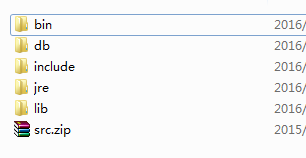 bin 2016/
db 2016/
include 2016/
jre 2016/
lib 2016/
src.zip 2015/